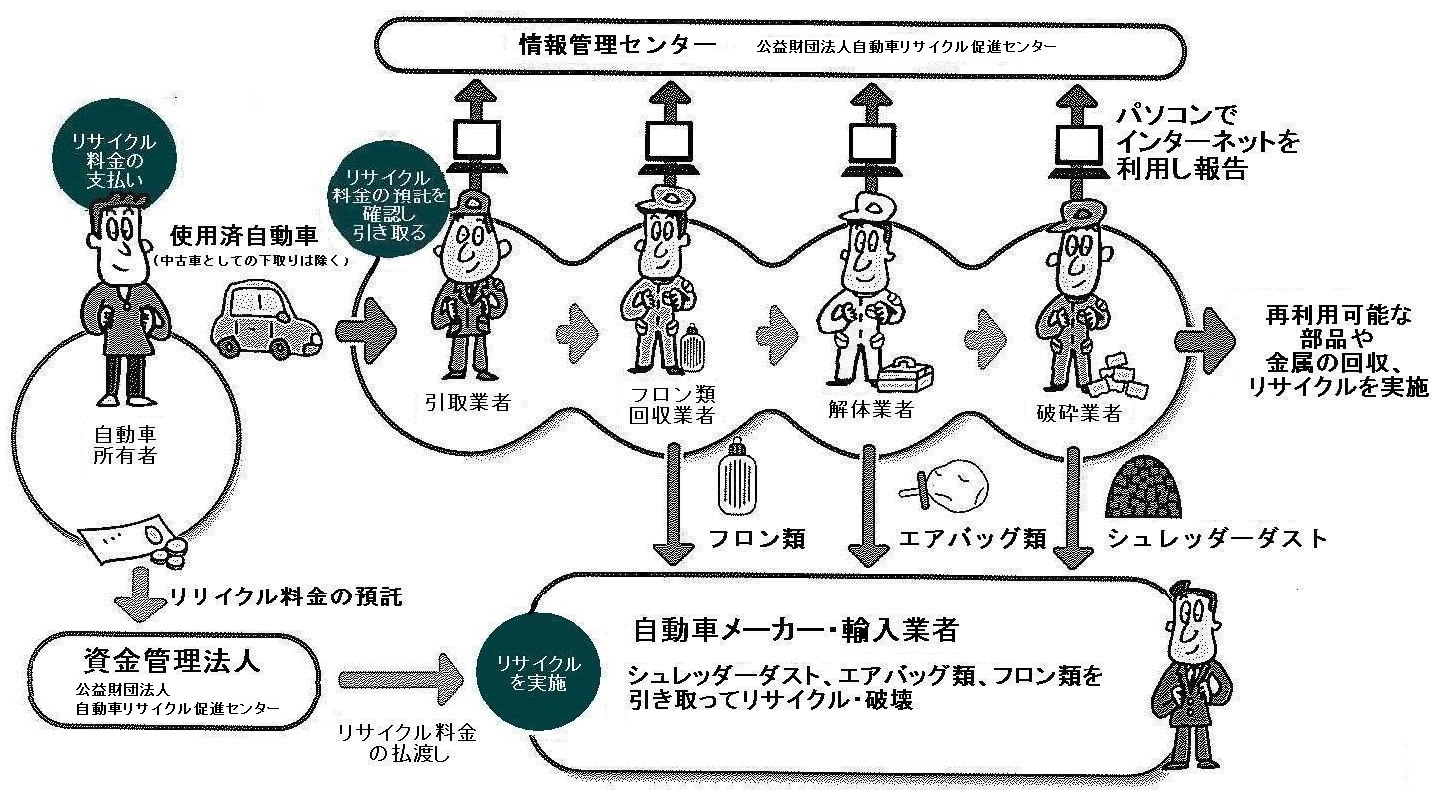 情報管理センター 公益財団法人自動車リサイクル促進センター
パソコンで
インターネットを
利用し報告
リサイクル
料金の
支払い
リサイクル
料金の預託を
確認し
引き取る
使用済自動車
（中古車としての下取りは除く）
自動車
所有者
引取業者
フロン類
回収業者
解体業者
破砕業者
再利用可能な
部品や
金属の回収、
リサイクルを実施
フロン類
エアバッグ類
シュレッダーダスト
リリイクル料金の預託
資金管理法人
公益財団法人
自動車リサイクル促進センター
リサイクル料金
の払渡し
リサイクル
を実施
自動車メーカー・輸入業者
シュレッダーダスト、エアバッグ類、フロン類を
引き取ってリサイクル・破壊